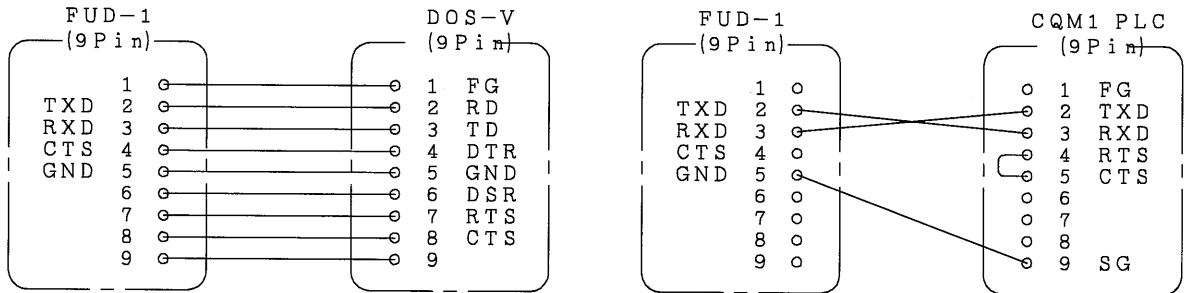 FUD-1
(9Pin)
1
TXD 2
RXD 3
CTS 4
GND 5
6
7
8
9
DOS-V
(9Pin)
1 FG
2 RD
3 TD
4 DTR
5 GND
6 DSR
7 RTS
8 CTS
9
FUD-1
(9Pin)
1
TXD 2
RXD 3
CTS 4
GND 5
6
7
8
9
CQM1 PLC
(9Pin)
1 FG
2 TXD
3 RXD
4 RTS
5 CTS
6
7
8
9 SG